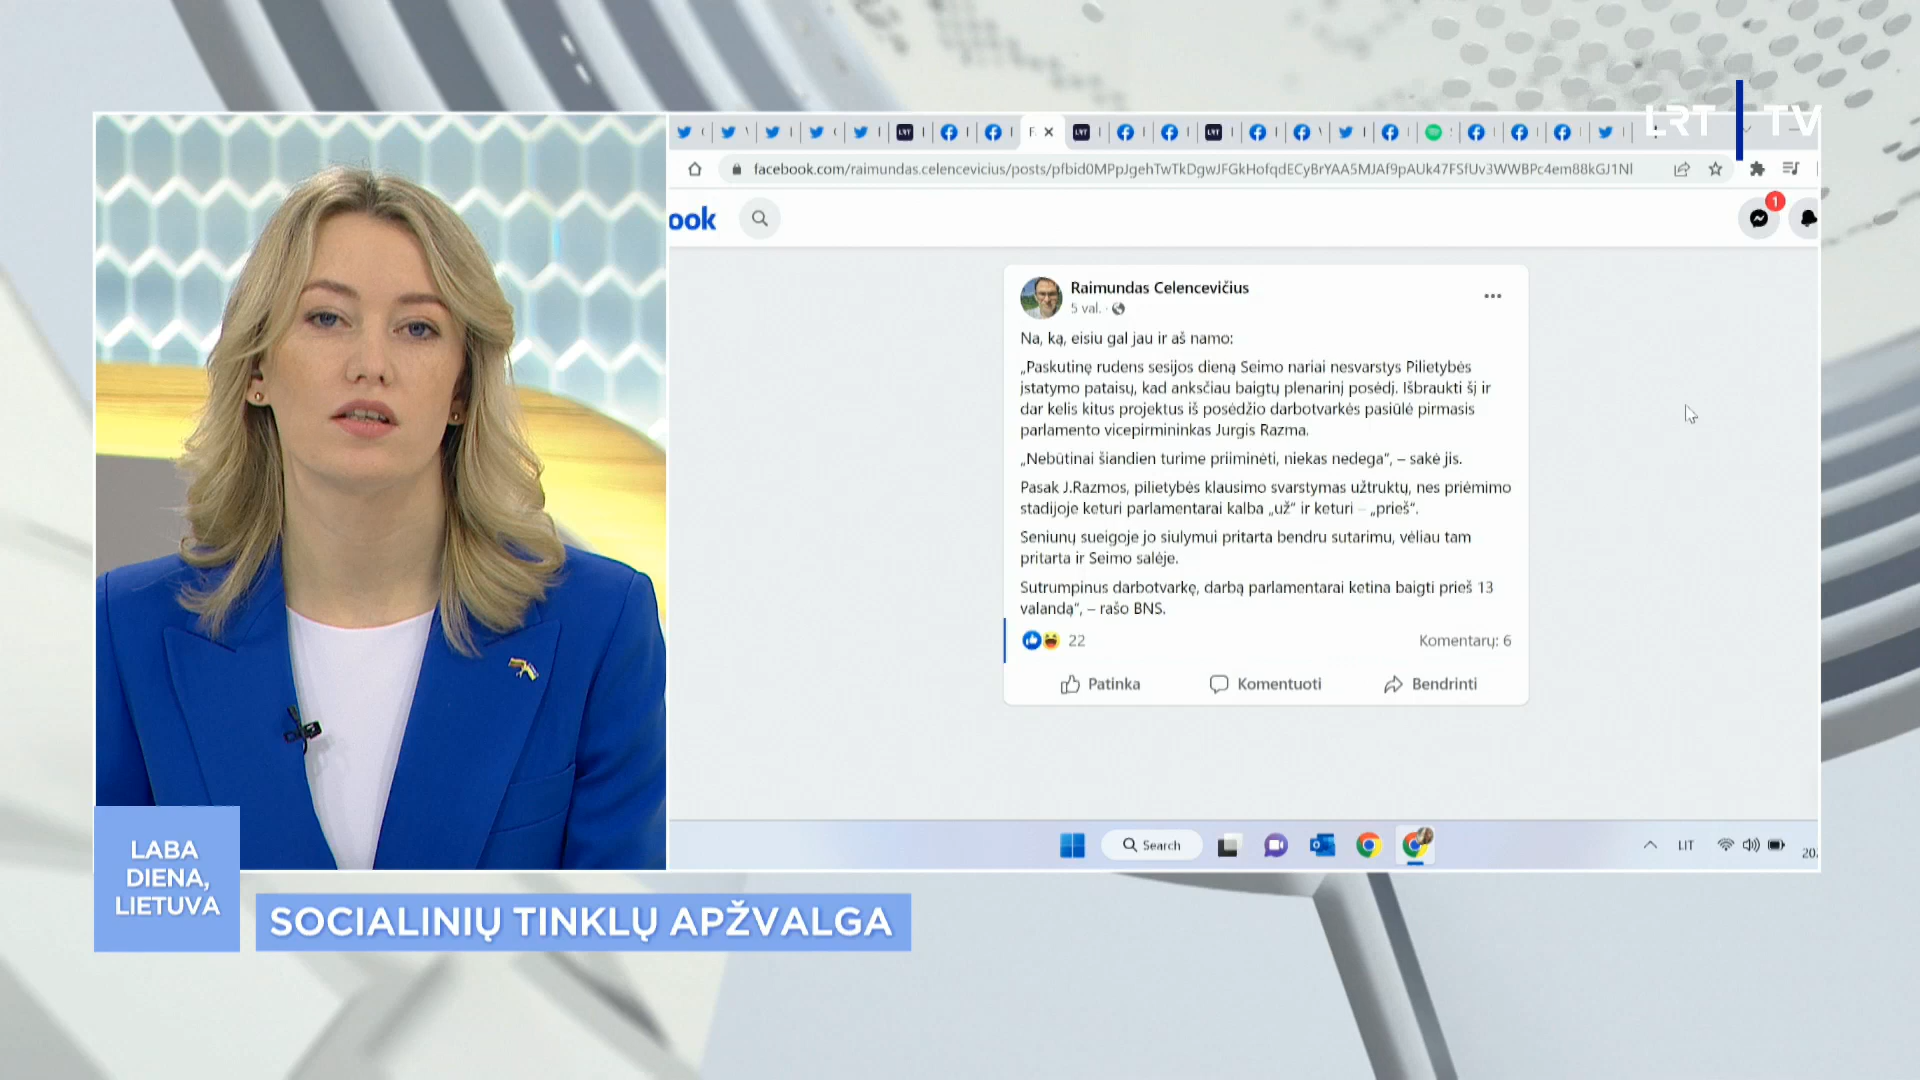 LRT TV
facebook.com/raimundas.celencevicius/posts/pfbid0MPpJgehTwTkDgwJFGkHofqdECyBrYAA5MJAf9pAUk47FSfUv3WWBPc4em88kGJ1Nl
ook
1
Raimundas Celencevičius
5 val.
Na, ką, eisiu gal jau ir aš namo:
„Paskutinę rudens sesijos dieną Seimo nariai nesvarstys Pilietybės
įstatymo pataisų, kad anksčiau baigtų plenarinį posėdį. Išbraukti šį ir
dar kelis kitus projektus iš posėdžio darbotvarkės pasiūlė pirmasis
parlamento vicepirmininkas Jurgis Razma.
„Nebūtinai šiandien turime priiminėti, niekas nedega“, – sakė jis.
Pasak J.Razmos, pilietybės klausimo svarstymas užtruktų, nes priėmimo
stadijoje keturi parlamentarai kalba „už“ ir keturi – „prieš“.
Seniunų sueigoje jo siulymui pritarta bendru sutarimu, vėliau tam
pritarta ir Seimo salėje.
Sutrumpinus darbotvarkę, darbą parlamentarai ketina baigti prieš 13
valandą“, – rašo BNS.
22
Komentarų: 6
Patinka
Komentuoti
Bendrinti
Search
LIT
LABA
DIENA,
LIETUVA
SOCIALINIŲ TINKLŲ APŽVALGA